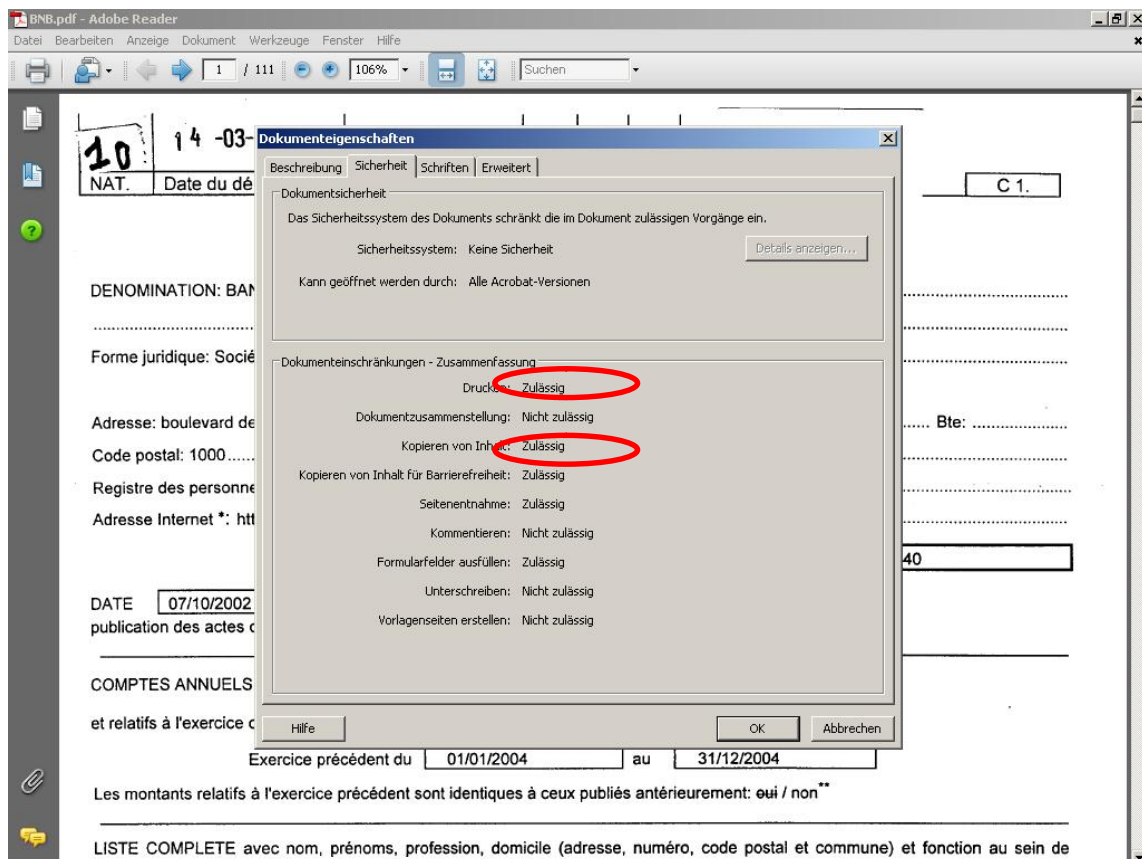 BNB.pdf - Adobe Reader
Datei Bearbeiten Anzeige Dokument Werkzeuge Fenster Hilfe
1 / 111 106% Suchen
10 14 -03-
NAT. Date du dé C 1.
Dokumenteigenschaften
Beschreibung Sicherheit Schriften Erweitert
Dokumentsicherheit
Das Sicherheitssystem des Dokuments schränkt die im Dokument zulässigen Vorgänge ein.
Sicherheitssystem: Keine Sicherheit Details anzeigen...
Kann geöffnet werden durch: Alle Acrobat-Versionen
Dokumenteinschränkungen - Zusammenfassung
Drucken: Zulässig
Dokumentzusammenstellung: Nicht zulässig
Kopieren von Inhalt: Zulässig
Kopieren von Inhalt für Barrierefreiheit: Zulässig
Seitenentnahme: Zulässig
Kommentieren: Nicht zulässig
Formularfelder ausfüllen: Zulässig
Unterschreiben: Nicht zulässig
Vorlagenseiten erstellen: Nicht zulässig
Hilfe OK Abbrechen
DENOMINATION: BAN
Forme juridique: Socié
Adresse: boulevard de Bte:
Code postal: 1000
Registre des personne
Adresse Internet *: htt
40
DATE 07/10/2002
publication des actes
COMPTES ANNUELS
et relatifs à l'exercice
Exercice précédent du 01/01/2004 au 31/12/2004
Les montants relatifs à l'exercice précédent sont identiques à ceux publiés antérieurement: oui / non**
LISTE COMPLETE avec nom, prénoms, profession, domicile (adresse, numéro, code postal et commune) et fonction au sein de